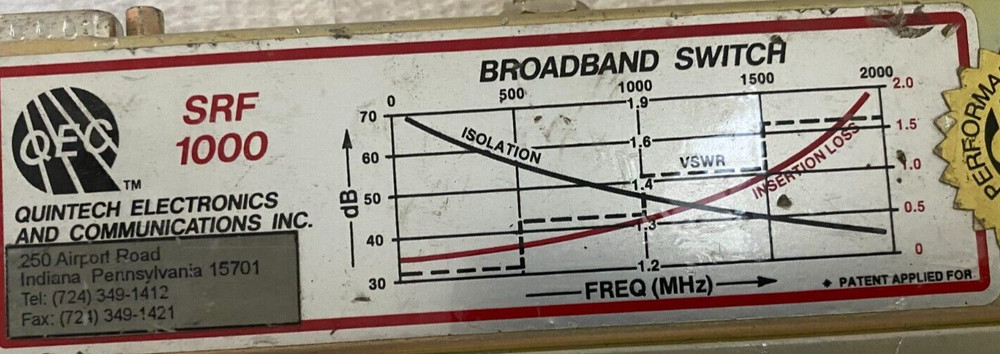 BROADBAND SWITCH
QEC
TM
SRF
1000
QUINTECH ELECTRONICS
AND COMMUNICATIONS INC.
250 Airport Road
Indiana Pennsylvania 15701
Tel: (724) 349-1412
Fax: (724) 349-1421
0 500 1000 1500 2000
dB
70
60
50
40
30
1.9
1.6
1.4
1.3
1.2
2.0
1.5
1.0
0.5
0
ISOLATION
VSWR
INSERTION LOSS
FREQ (MHz)
PATENT APPLIED FOR
PERFORMA